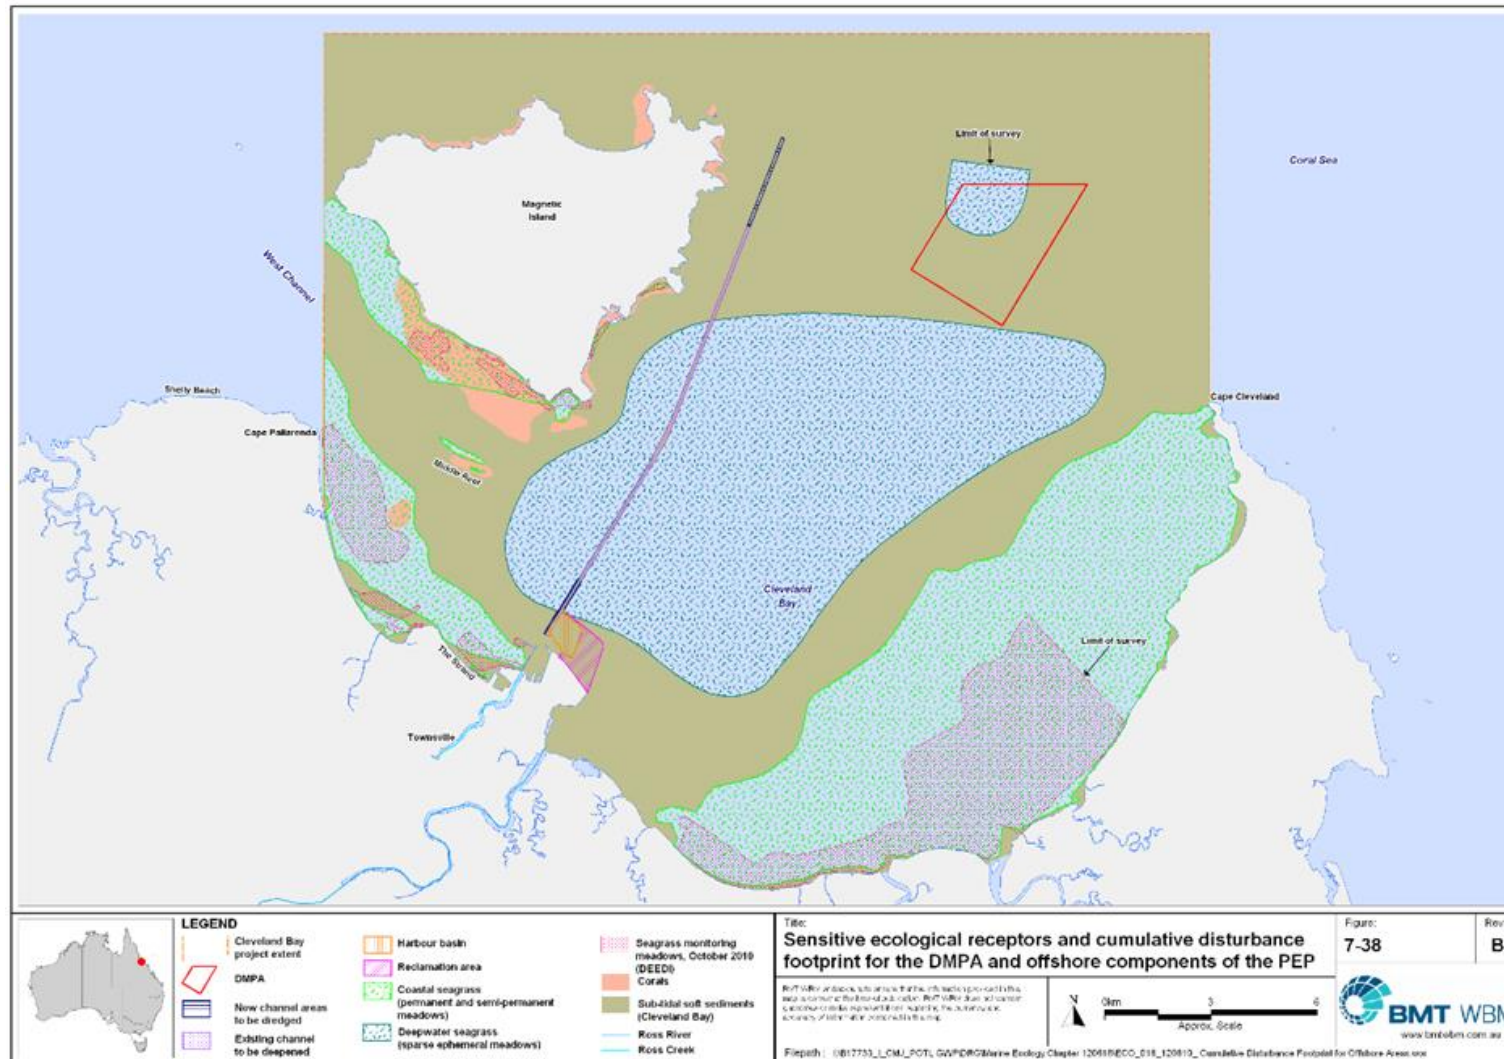 Limit of survey
Coral Sea
Magnetic
Island
West Channel
Shelly Beach
Cape Cleveland
Cape Pallarenda
Middle Reef
Cleveland
Bay
Limit of survey
The Strand
Townsville
LEGEND
Cleveland Bay
project extent
DMPA
New channel areas
to be dredged
Existing channel
to be deepened
Harbour basin
Reclamation area
Coastal seagrass
(permanent and semi-permanent
meadows)
Deepwater seagrass
(sparse ephemeral meadows)
Seagrass monitoring
meadows, October 2010
(DEEDI)
Corals
Sub-tidal soft sediments
(Cleveland Bay)
Ross River
Ross Creek
Title:
Sensitive ecological receptors and cumulative disturbance
footprint for the DMPA and offshore components of the PEP
Figure:
7-38
Rev
B
N
0km 3 6
Approx. Scale
BMT WBM
www.bmtwbm.com.au
Filepath :